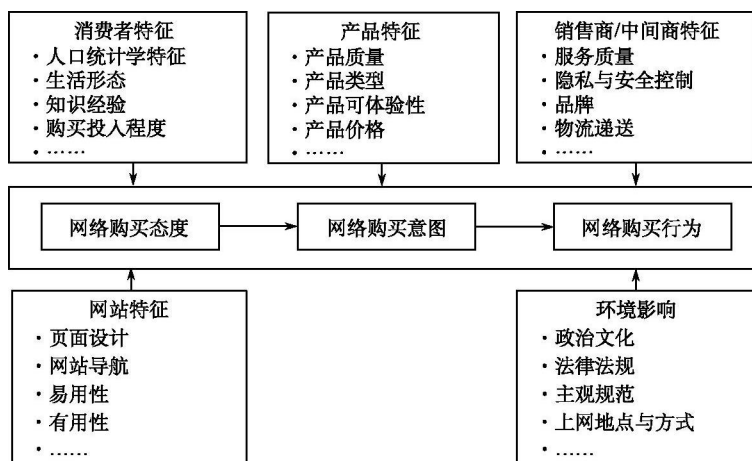 消费者特征
· 人口统计学特征
· 生活形态
· 知识经验
· 购买投入程度
· ……
产品特征
· 产品质量
· 产品类型
· 产品可体验性
· 产品价格
· ……
销售商/中间商特征
· 服务质量
· 隐私与安全控制
· 品牌
· 物流递送
· ……
网络购买态度
网络购买意图
网络购买行为
网站特征
· 页面设计
· 网站导航
· 易用性
· 有用性
· ……
环境影响
· 政治文化
· 法律法规
· 主观规范
· 上网地点与方式
· ……